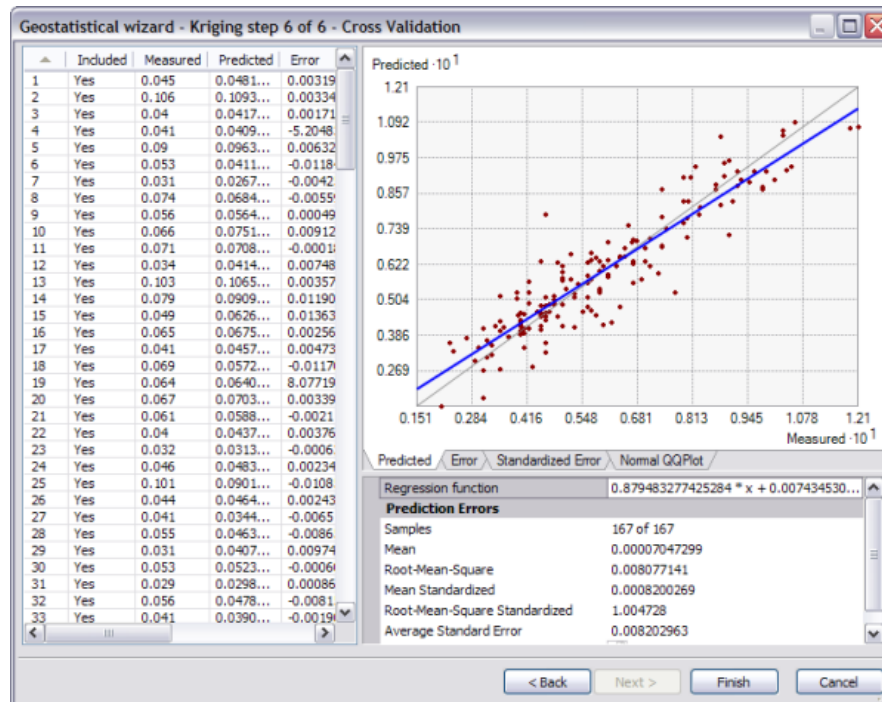 Geostatistical wizard - Kriging step 6 of 6 - Cross Validation
Included Measured Predicted Error
1 Yes 0.045 0.0481... 0.00319
2 Yes 0.106 0.1093... 0.00334
3 Yes 0.04 0.0417... 0.00171
4 Yes 0.041 0.0409... -5.2048
5 Yes 0.09 0.0963... 0.00632
6 Yes 0.053 0.0411... -0.0118
7 Yes 0.031 0.0267... -0.0042
8 Yes 0.074 0.0684... -0.0055
9 Yes 0.056 0.0564... 0.00049
10 Yes 0.066 0.0751... 0.00912
11 Yes 0.071 0.0708... -0.0001
12 Yes 0.034 0.0414... 0.00748
13 Yes 0.103 0.1065... 0.00357
14 Yes 0.079 0.0909... 0.01190
15 Yes 0.049 0.0626... 0.01363
16 Yes 0.065 0.0675... 0.00256
17 Yes 0.041 0.0457... 0.00473
18 Yes 0.069 0.0572... -0.0117
19 Yes 0.064 0.0640... 8.07719
20 Yes 0.067 0.0703... 0.00339
21 Yes 0.061 0.0588... -0.0021
22 Yes 0.04 0.0437... 0.00376
23 Yes 0.032 0.0313... -0.0006
24 Yes 0.046 0.0483... 0.00234
25 Yes 0.101 0.0901... -0.0108
26 Yes 0.044 0.0464... 0.00243
27 Yes 0.041 0.0344... -0.0065
28 Yes 0.055 0.0463... -0.0086
29 Yes 0.031 0.0407... 0.00974
30 Yes 0.053 0.0523... -0.0006
31 Yes 0.029 0.0298... 0.00086
32 Yes 0.056 0.0478... -0.0081
33 Yes 0.041 0.0390... -0.0019
Predicted ·10 1
1.21
1.092
0.975
0.857
0.739
0.622
0.504
0.386
0.269
0.151 0.284 0.416 0.548 0.681 0.813 0.945 1.078 1.21
Measured ·10 1
Predicted Error Standardized Error Normal QQPlot
Regression function 0.879483277425284 * x + 0.007434530...
Prediction Errors
Samples 167 of 167
Mean 0.00007047299
Root-Mean-Square 0.008077141
Mean Standardized 0.0008200269
Root-Mean-Square Standardized 1.004728
Average Standard Error 0.008202963
< Back Next > Finish Cancel